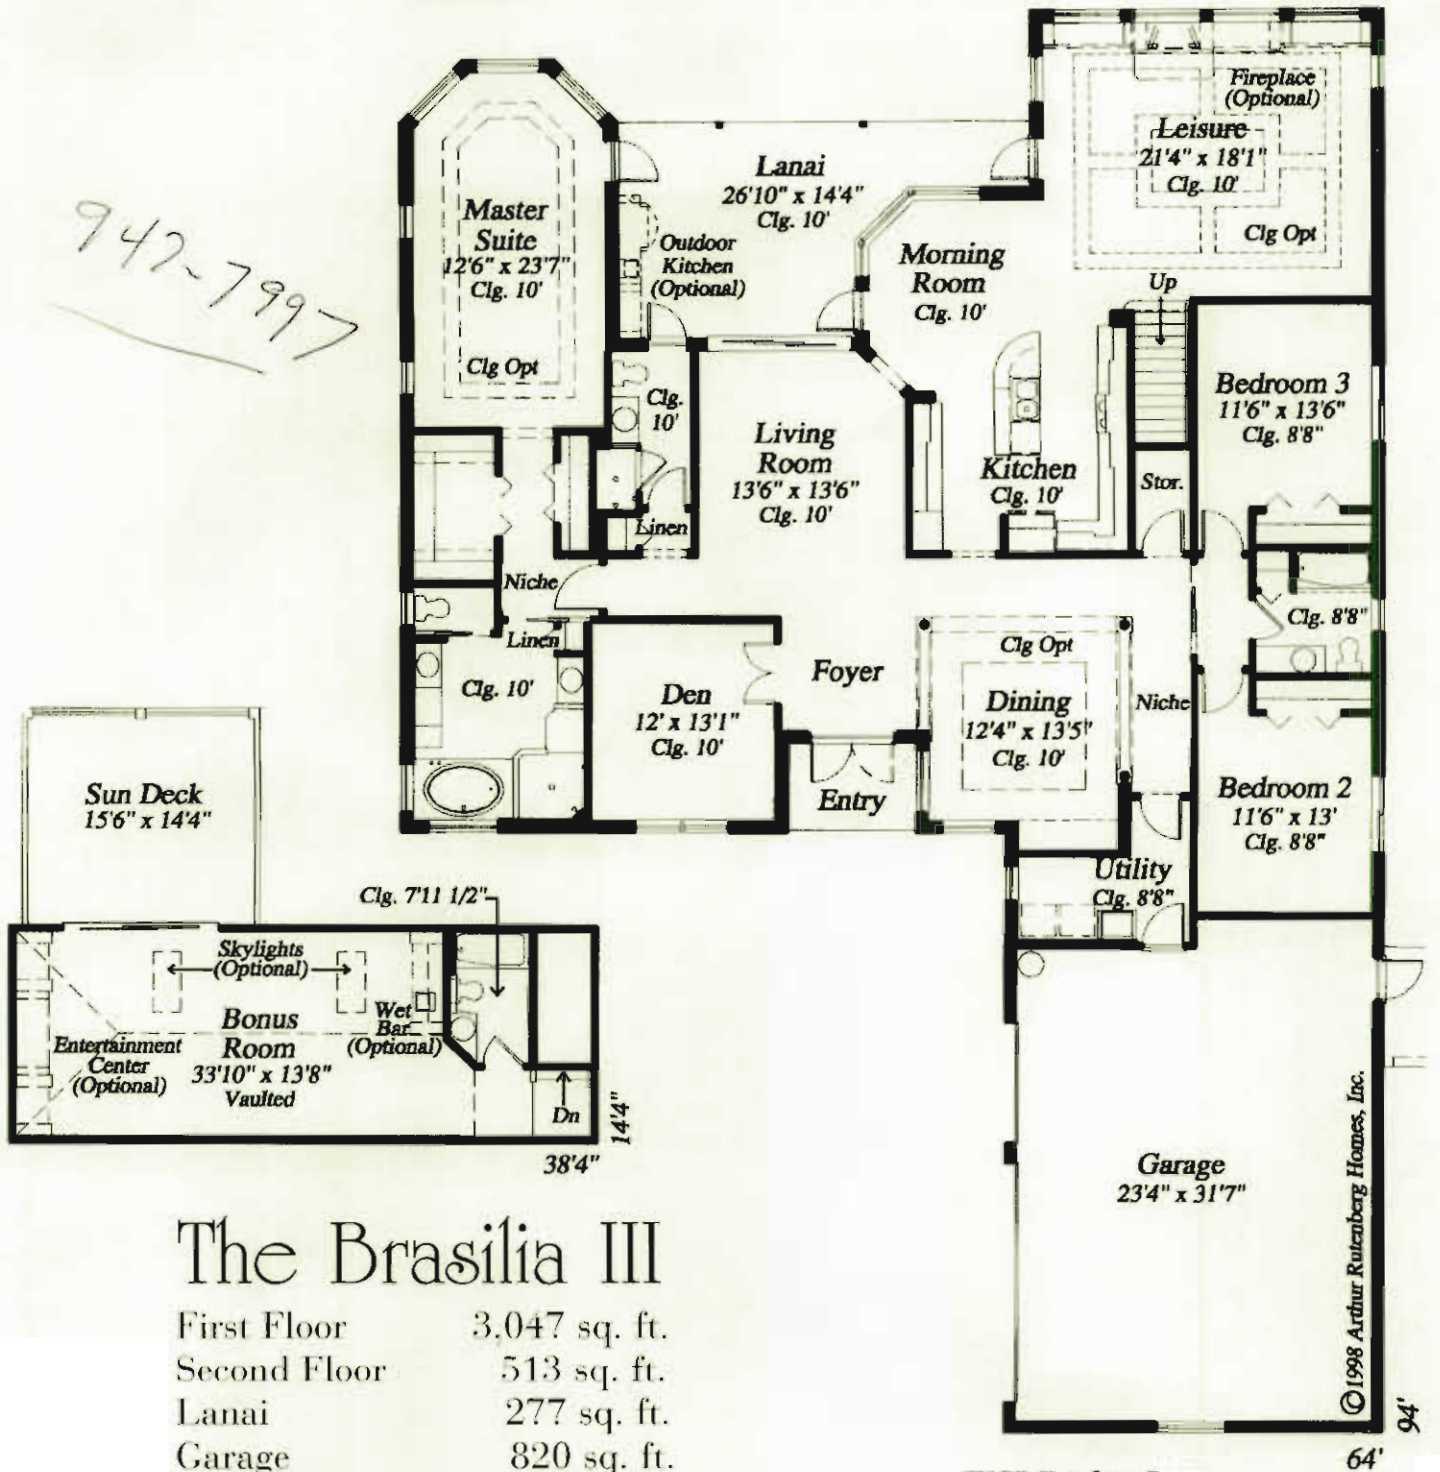 Fireplace
(Optional)
Leisure
21'4" x 18'1"
Clg. 10'
Clg Opt
Lanai
26'10" x 14'4"
Clg. 10'
Master
Suite
12'6" x 23'7"
Clg. 10'
Clg Opt
942-7997
Outdoor
Kitchen
(Optional)
Morning
Room
Clg. 10'
Up
Bedroom 3
11'6" x 13'6"
Clg. 8'8"
Clg.
10'
Living
Room
13'6" x 13'6"
Clg. 10'
Kitchen
Clg. 10'
Stor.
Linen
Niche
Linen
Clg. 10'
Clg. 8'8"
Den
12' x 13'1"
Clg. 10'
Foyer
Clg Opt
Dining
12'4" x 13'5"
Clg. 10'
Niche
Entry
Bedroom 2
11'6" x 13'
Clg. 8'8"
Sun Deck
15'6" x 14'4"
Utility
Clg. 8'8"
Clg. 7'11 1/2"
Skylights
(Optional)
Bonus
Room
33'10" x 13'8"
Vaulted
Wet
Bar
(Optional)
Entertainment
Center
(Optional)
Dn
14'4"
38'4"
Garage
23'4" x 31'7"
©1998 Arthur Rutenberg Homes, Inc.
94'
64'
The Brasilia III
First Floor 3,047 sq. ft.
Second Floor 513 sq. ft.
Lanai 277 sq. ft.
Garage 820 sq. ft.